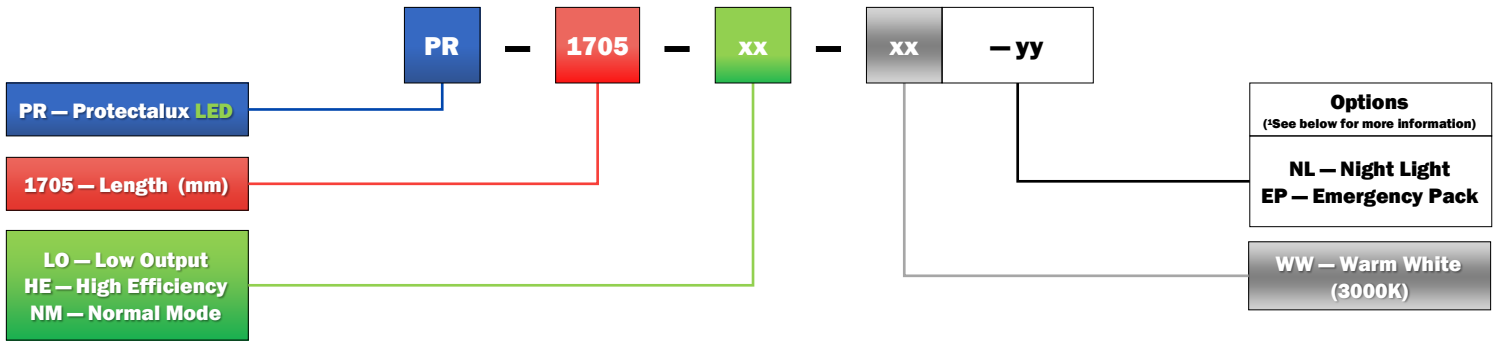 PR – 1705 – xx – xx – yy
PR – Protectalux LED
1705 – Length (mm)
LO – Low Output
HE – High Efficiency
NM – Normal Mode
Options
(¹See below for more information)
NL – Night Light
EP – Emergency Pack
WW – Warm White
(3000K)